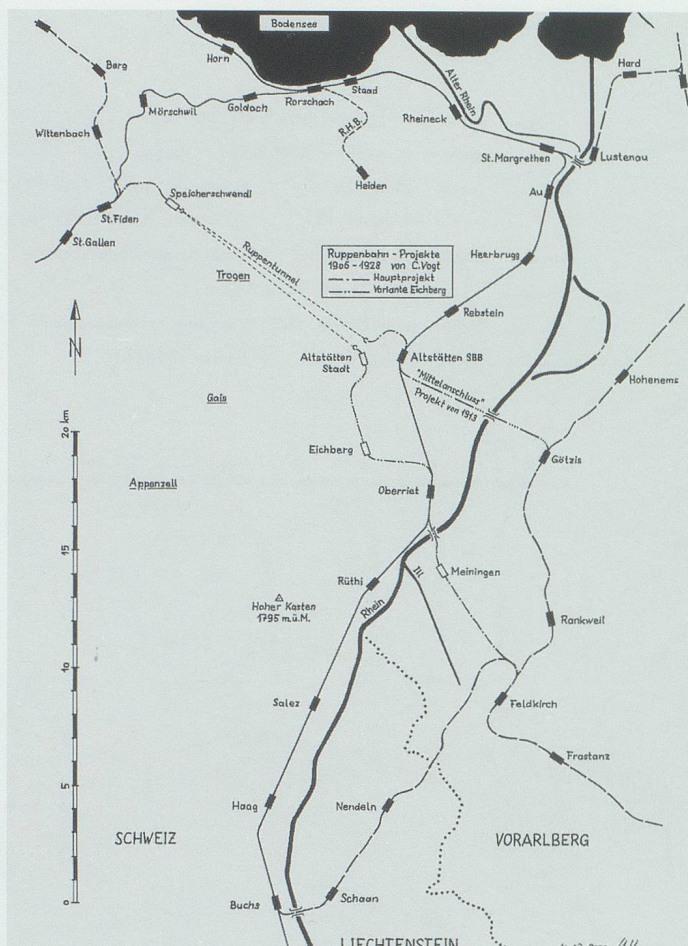 Bodensee
Horn
Berg
Hard
Staad
Rorschach
Goldach
Mörschwil
Alter Rhein
Rheineck
Wittenbach
R.H.B.
St.Margrethen
Lustenau
Heiden
Au
Speicherschwendi
St.Fiden
St.Gallen
Ruppentunnel
Trogen
Ruppenbahn - Projekte
1906 - 1928 von C. Vogt
Hauptprojekt
Variante Eichberg
Heerbrugg
Rebstein
N
Altstätten
Stadt
Altstätten SBB
"Mittelanschluss"
Projekt von 1913
Hohenems
Gais
20 km
Eichberg
Götzis
Appenzell
Oberriet
15
Rüthi
Ill
Meiningen
Hoher Kasten
1795 m.ü.M.
Rhein
Rankweil
10
Salez
Feldkirch
Frastanz
5
Haag
Nendeln
SCHWEIZ
VORARLBERG
0
Buchs
Schaan
LIECHTENSTEIN